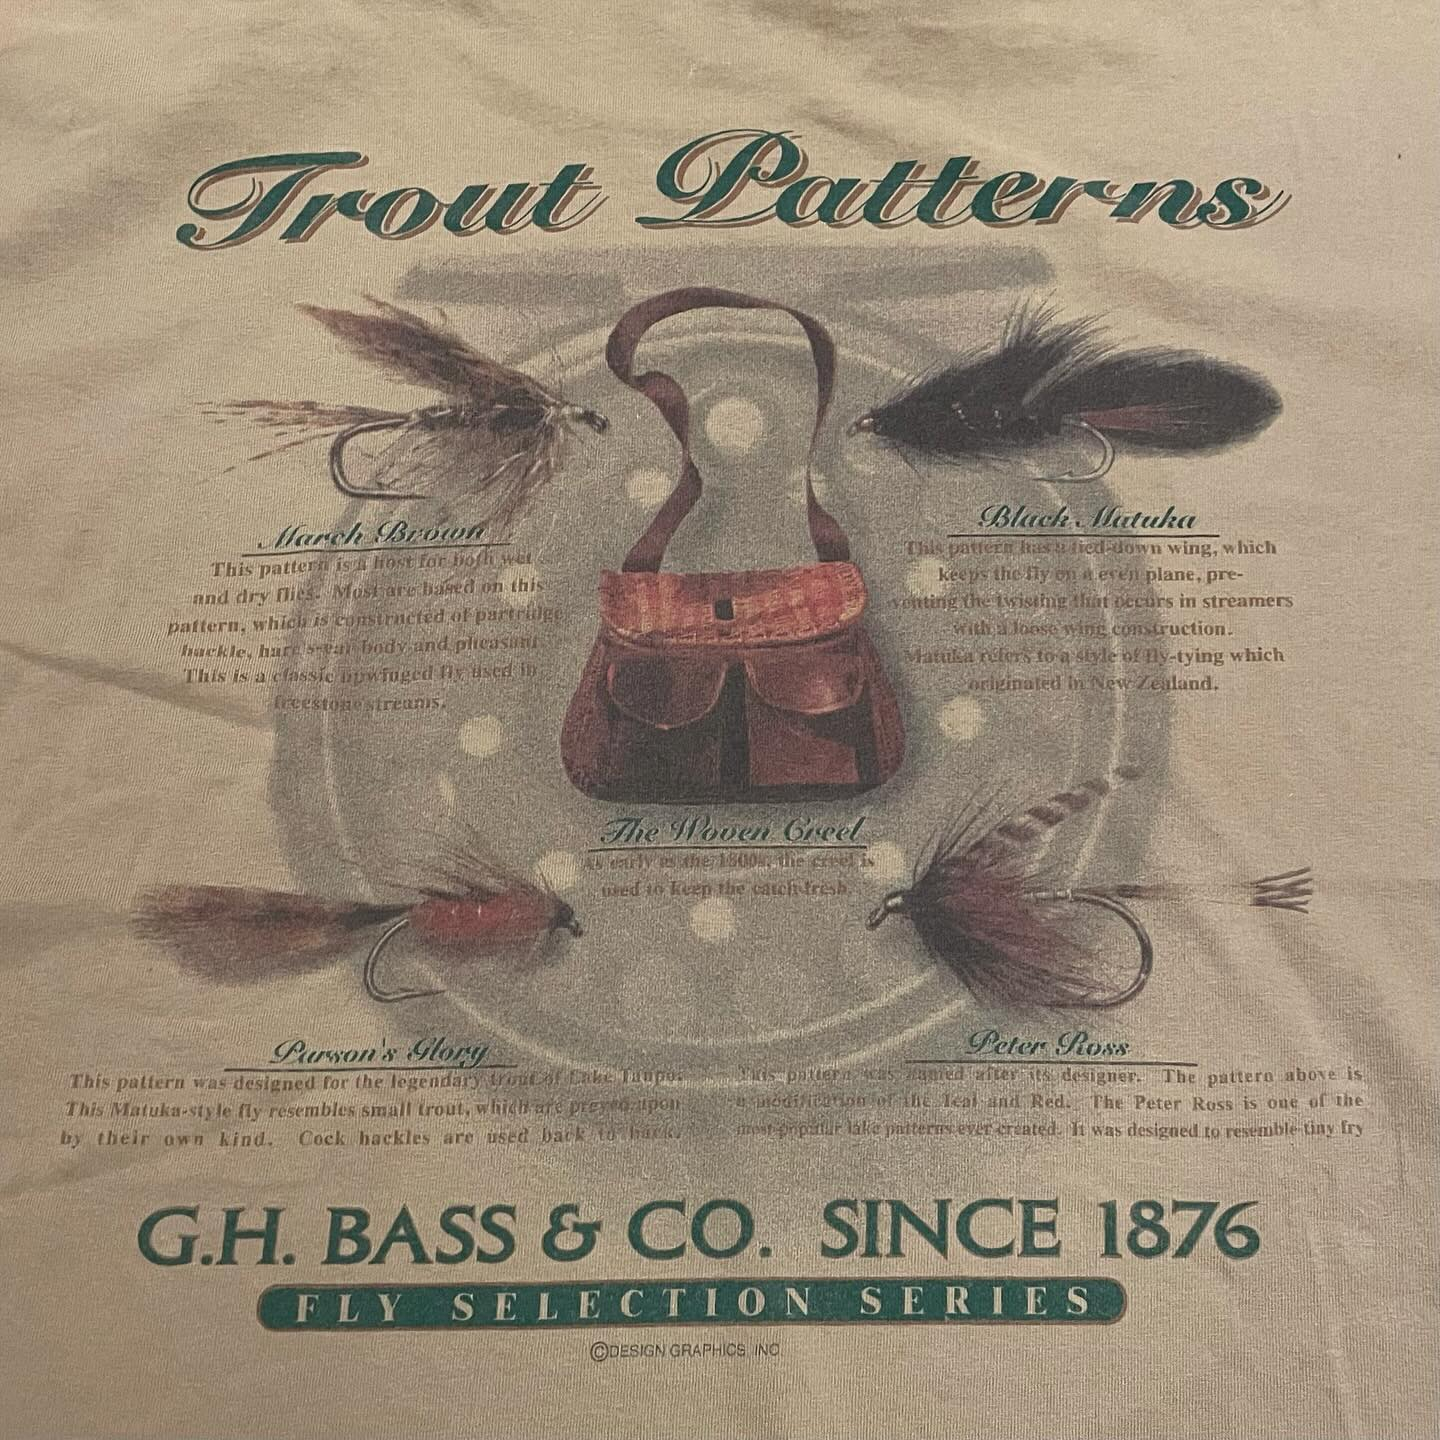 Trout Patterns
March Brown
This pattern is a host for both wet
and dry flies. Most are based on this
pattern, which is constructed of partridge
hackle, hare's-ear body and pheasant
This is a classic upwinged fly used in
freestone streams.
Black Matuka
This pattern has a tied-down wing, which
keeps the fly on a even plane, pre-
venting the twisting that occurs in streamers
with a loose wing construction.
Matuka refers to a style of fly-tying which
originated in New Zealand.
The Woven Creel
As early as the 1800s, the creel is
used to keep the catch fresh.
Parson's Glory
This pattern was designed for the legendary trout of Lake Taupo.
This Matuka-style fly resembles small trout, which are preyed upon
by their own kind. Cock hackles are used back to back.
Peter Ross
This pattern was named after its designer. The pattern above is
a modification of the Teal and Red. The Peter Ross is one of the
most popular lake patterns ever created. It was designed to resemble tiny fry
G.H. BASS & CO. SINCE 1876
FLY SELECTION SERIES
©DESIGN GRAPHICS, INC.